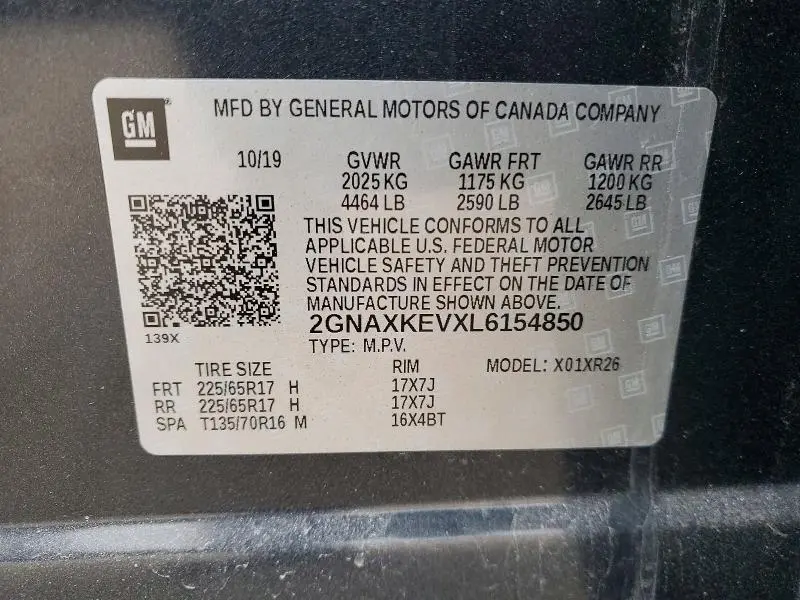 GM
MFD BY GENERAL MOTORS OF CANADA COMPANY
10/19 GVWR GAWR FRT GAWR RR
2025 KG 1175 KG 1200 KG
4464 LB 2590 LB 2645 LB
THIS VEHICLE CONFORMS TO ALL
APPLICABLE U.S. FEDERAL MOTOR
VEHICLE SAFETY AND THEFT PREVENTION
STANDARDS IN EFFECT ON THE DATE OF
MANUFACTURE SHOWN ABOVE.
2GNAXKEVXL6154850
139X
TYPE: M.P.V.
TIRE SIZE RIM MODEL: X01XR26
FRT 225/65R17 H 17X7J
RR 225/65R17 H 17X7J
SPA T135/70R16 M 16X4BT